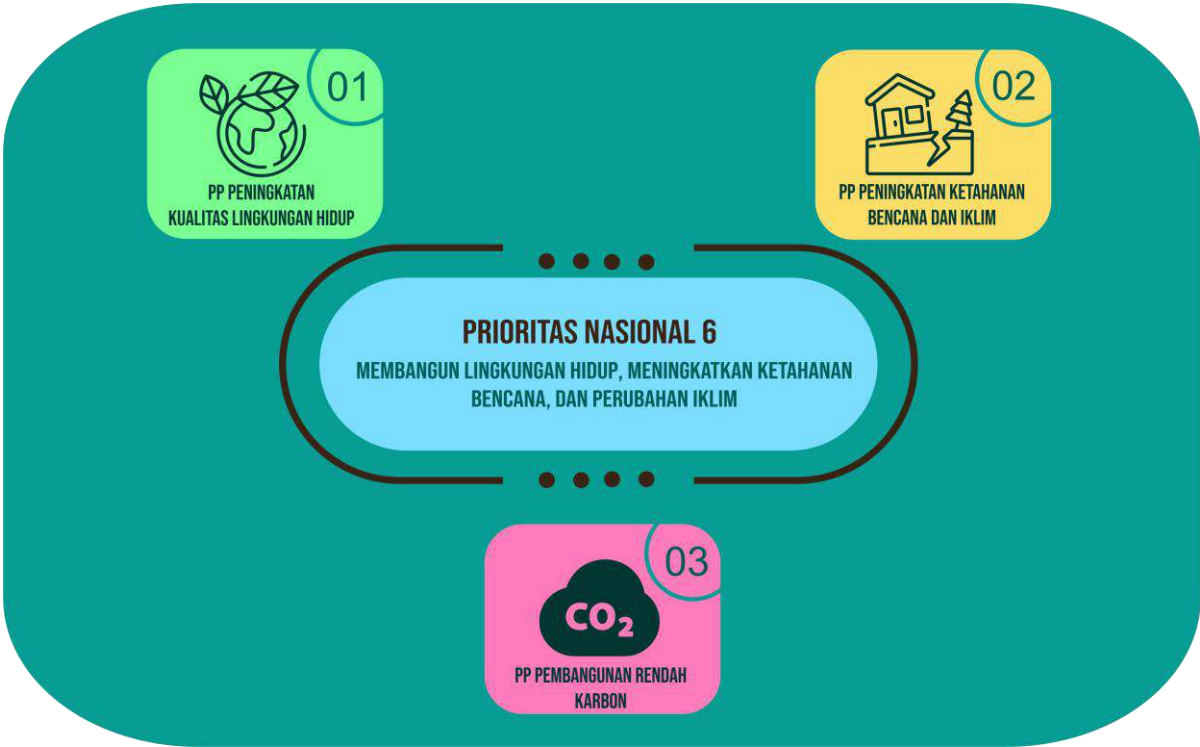 01
PP PENINGKATAN
KUALITAS LINGKUNGAN HIDUP
02
PP PENINGKATAN KETAHANAN
BENCANA DAN IKLIM
PRIORITAS NASIONAL 6
MEMBANGUN LINGKUNGAN HIDUP, MENINGKATKAN KETAHANAN
BENCANA, DAN PERUBAHAN IKLIM
03
CO₂
PP PEMBANGUNAN RENDAH
KARBON